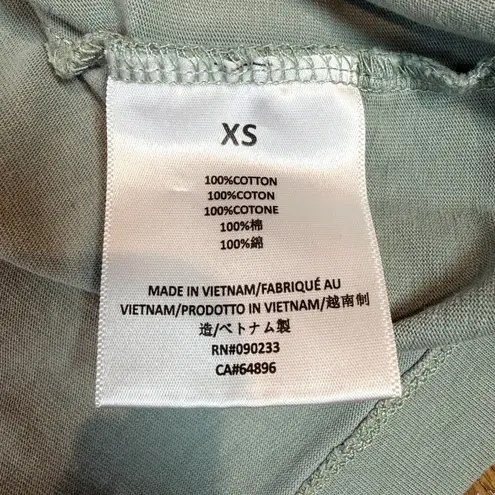 XS
100%COTTON
100%COTON
100%COTONE
100%棉
100%綿
MADE IN VIETNAM/FABRIQUÉ AU
VIETNAM/PRODOTTO IN VIETNAM/越南制
造/ベトナム製
RN#090233
CA#64896